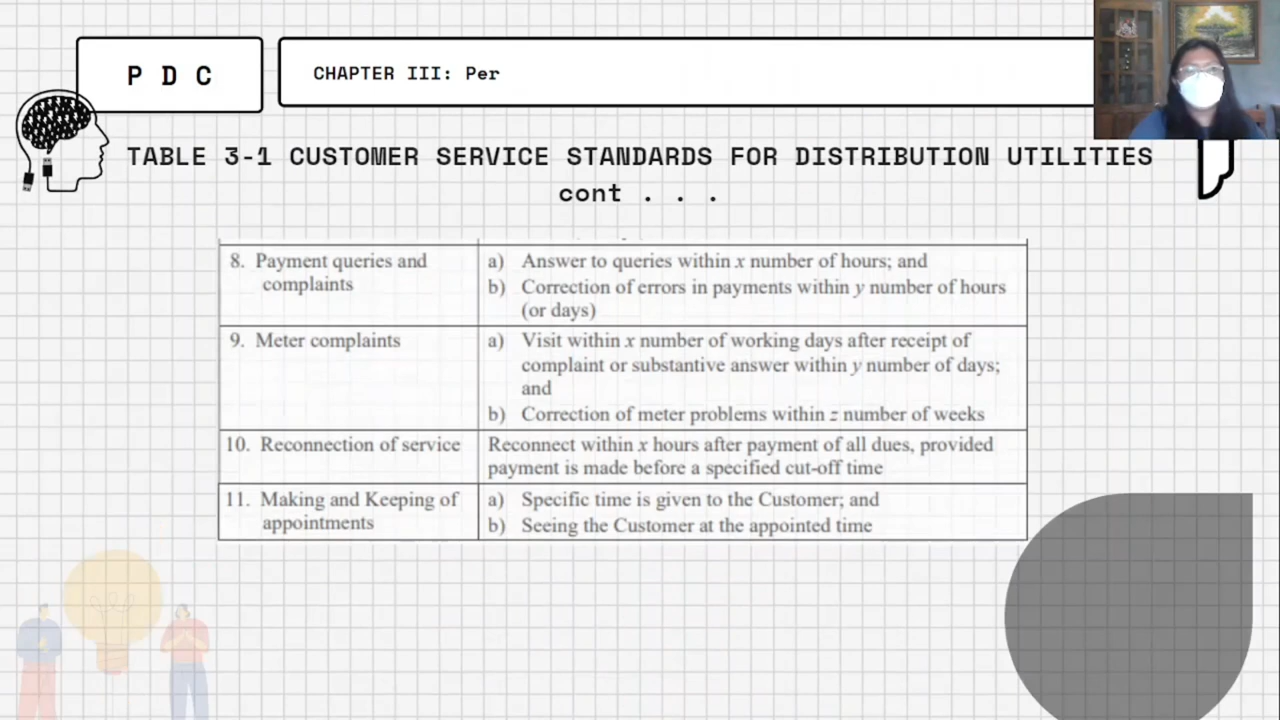 P D C
CHAPTER III: Per
TABLE 3-1 CUSTOMER SERVICE STANDARDS FOR DISTRIBUTION UTILITIES
cont . . .
8. Payment queries and
complaints
a) Answer to queries within x number of hours; and
b) Correction of errors in payments within y number of hours
(or days)
9. Meter complaints
a) Visit within x number of working days after receipt of
complaint or substantive answer within y number of days;
and
b) Correction of meter problems within z number of weeks
10. Reconnection of service
Reconnect within x hours after payment of all dues, provided
payment is made before a specified cut-off time
11. Making and Keeping of
appointments
a) Specific time is given to the Customer; and
b) Seeing the Customer at the appointed time